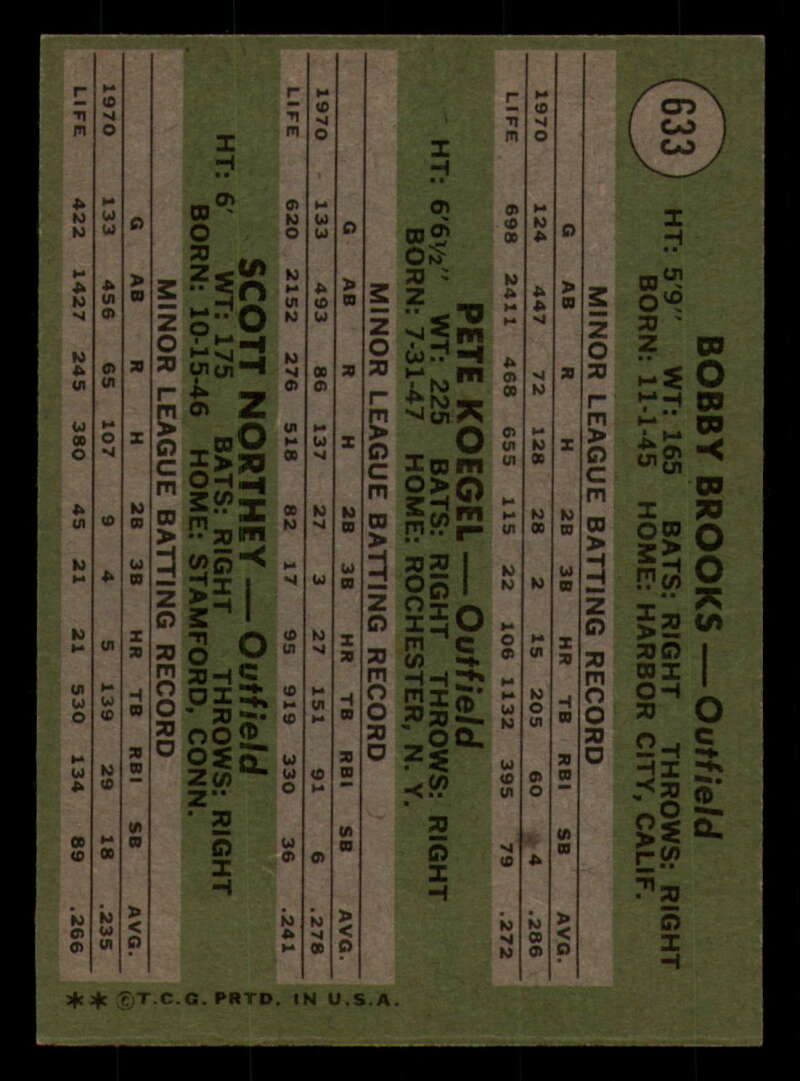 633
BOBBY BROOKS — Outfield
HT: 5'9" WT: 165 BATS: RIGHT THROWS: RIGHT
BORN: 11-1-45 HOME: HARBOR CITY, CALIF.
MINOR LEAGUE BATTING RECORD
G AB R H 2B 3B HR TB RBI SB AVG.
1970 124 447 72 128 28 2 15 205 60 4 .286
LIFE 698 2411 468 655 115 22 106 1132 395 79 .272
PETE KOEGEL — Outfield
HT: 6'6½" WT: 225 BATS: RIGHT THROWS: RIGHT
BORN: 7-31-47 HOME: ROCHESTER, N. Y.
MINOR LEAGUE BATTING RECORD
G AB R H 2B 3B HR TB RBI SB AVG.
1970 133 493 86 137 27 3 27 151 91 6 .278
LIFE 620 2152 276 518 82 17 95 919 330 36 .241
SCOTT NORTHEY — Outfield
HT: 6' WT: 175 BATS: RIGHT THROWS: RIGHT
BORN: 10-15-46 HOME: STAMFORD, CONN.
MINOR LEAGUE BATTING RECORD
G AB R H 2B 3B HR TB RBI SB AVG.
1970 133 456 65 107 9 4 5 139 29 18 .235
LIFE 422 1427 245 380 45 21 21 530 134 89 .266
** ©T.C.G. PRTD. IN U.S.A.